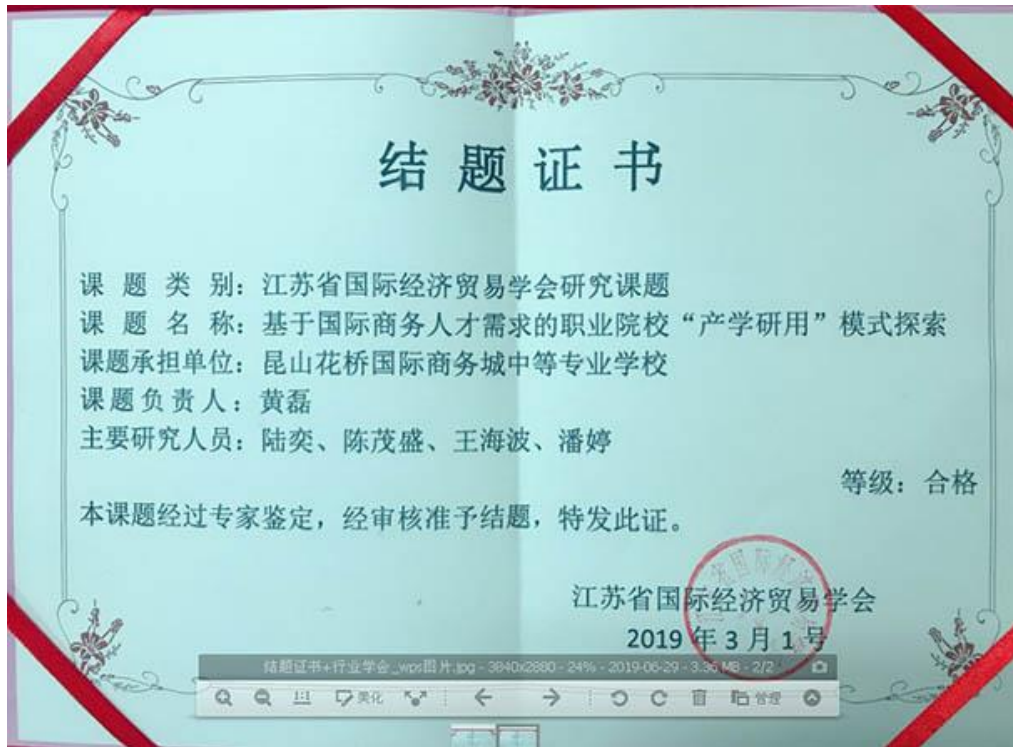 结题证书
课题类别：江苏省国际经济贸易学会研究课题
课题名称：基于国际商务人才需求的职业院校“产学研用”模式探索
课题承担单位：昆山花桥国际商务城中等专业学校
课题负责人：黄磊
主要研究人员：陆奕、陈茂盛、王海波、潘婷
等级：合格
本课题经过专家鉴定，经审核准予结题，特发此证。
江苏省国际经济贸易学会
2019年3月1号
结题证书+行业学会_wps图片.jpg - 3840x2880 - 24% - 2019-06-29 - 3.36 MB - 2/2
1:1 美化 管理